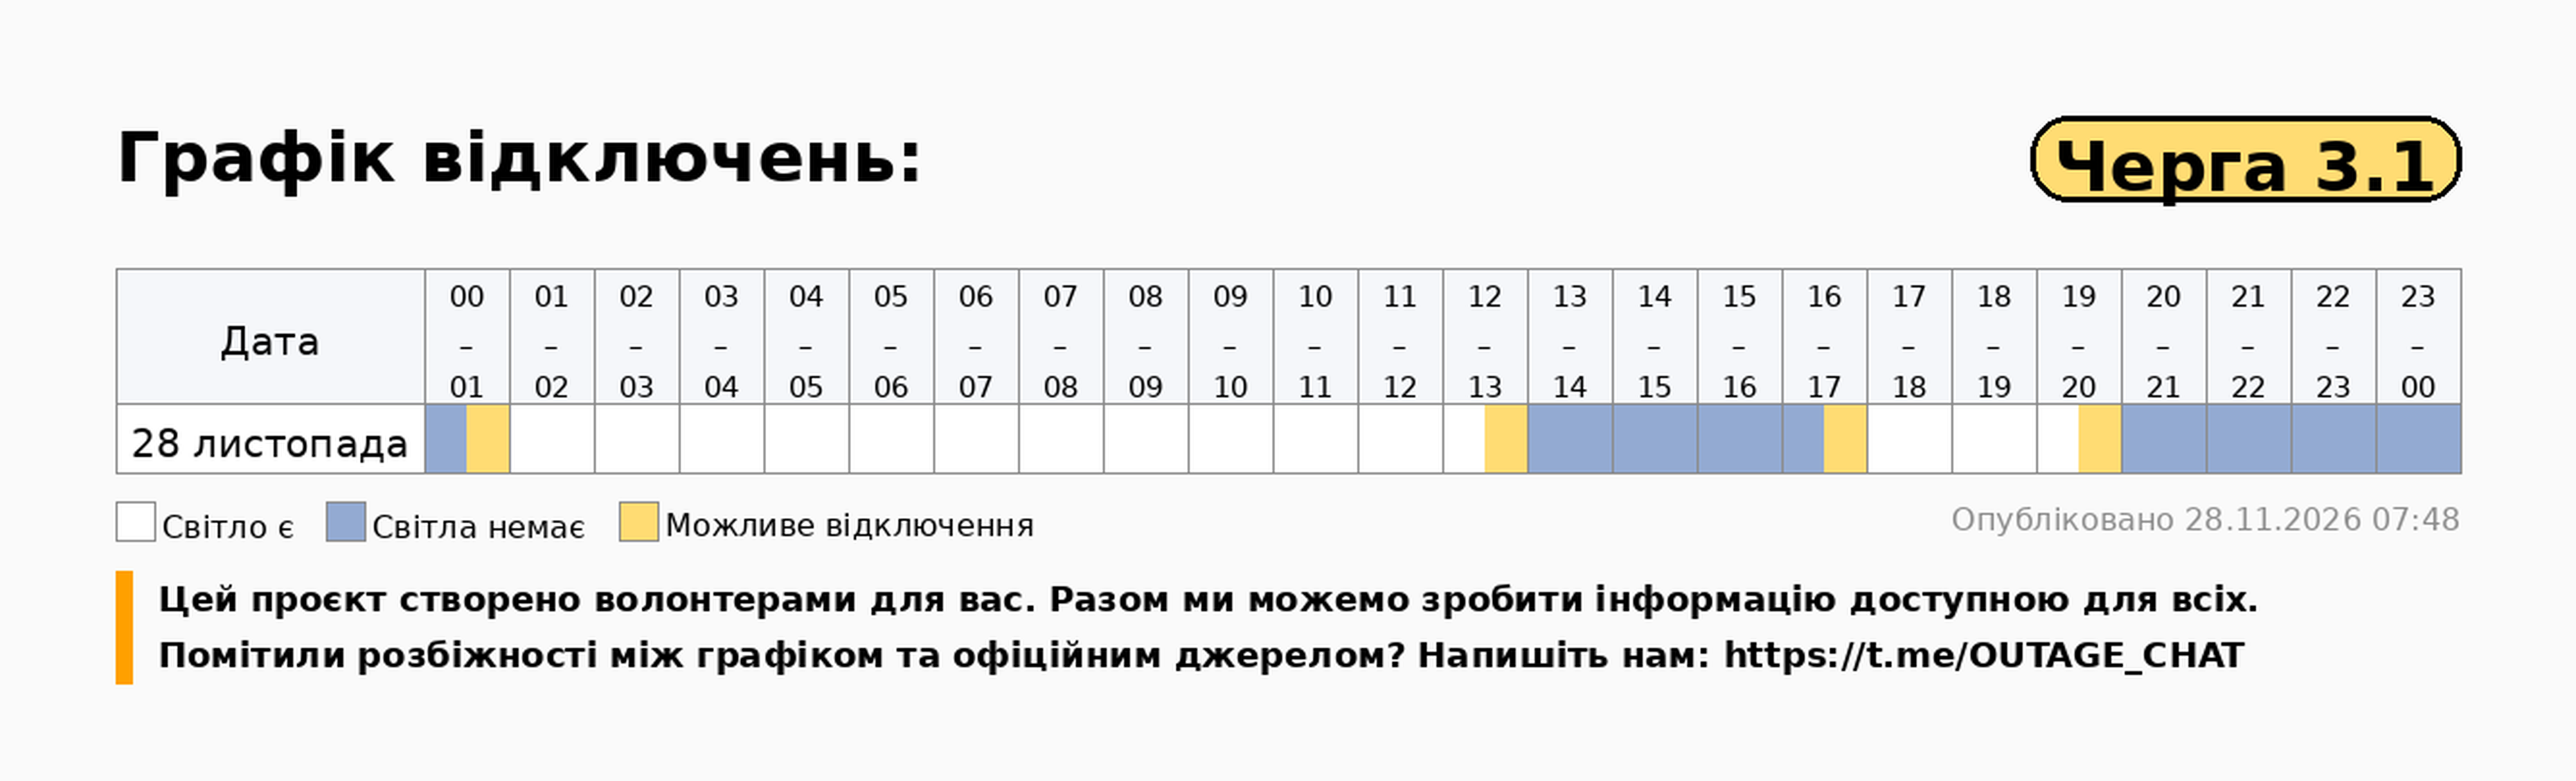 Графік відключень:
Черга 3.1
Дата 00 – 01 01 – 02 02 – 03 03 – 04 04 – 05 05 – 06 06 – 07 07 – 08 08 – 09 09 – 10 10 – 11 11 – 12 12 – 13 13 – 14 14 – 15 15 – 16 16 – 17 17 – 18 18 – 19 19 – 20 20 – 21 21 – 22 22 – 23 23 – 00
28 листопада
Світло є Світла немає Можливе відключення
Опубліковано 28.11.2026 07:48
Цей проєкт створено волонтерами для вас. Разом ми можемо зробити інформацію доступною для всіх.
Помітили розбіжності між графіком та офіційним джерелом? Напишіть нам: https://t.me/OUTAGE_CHAT